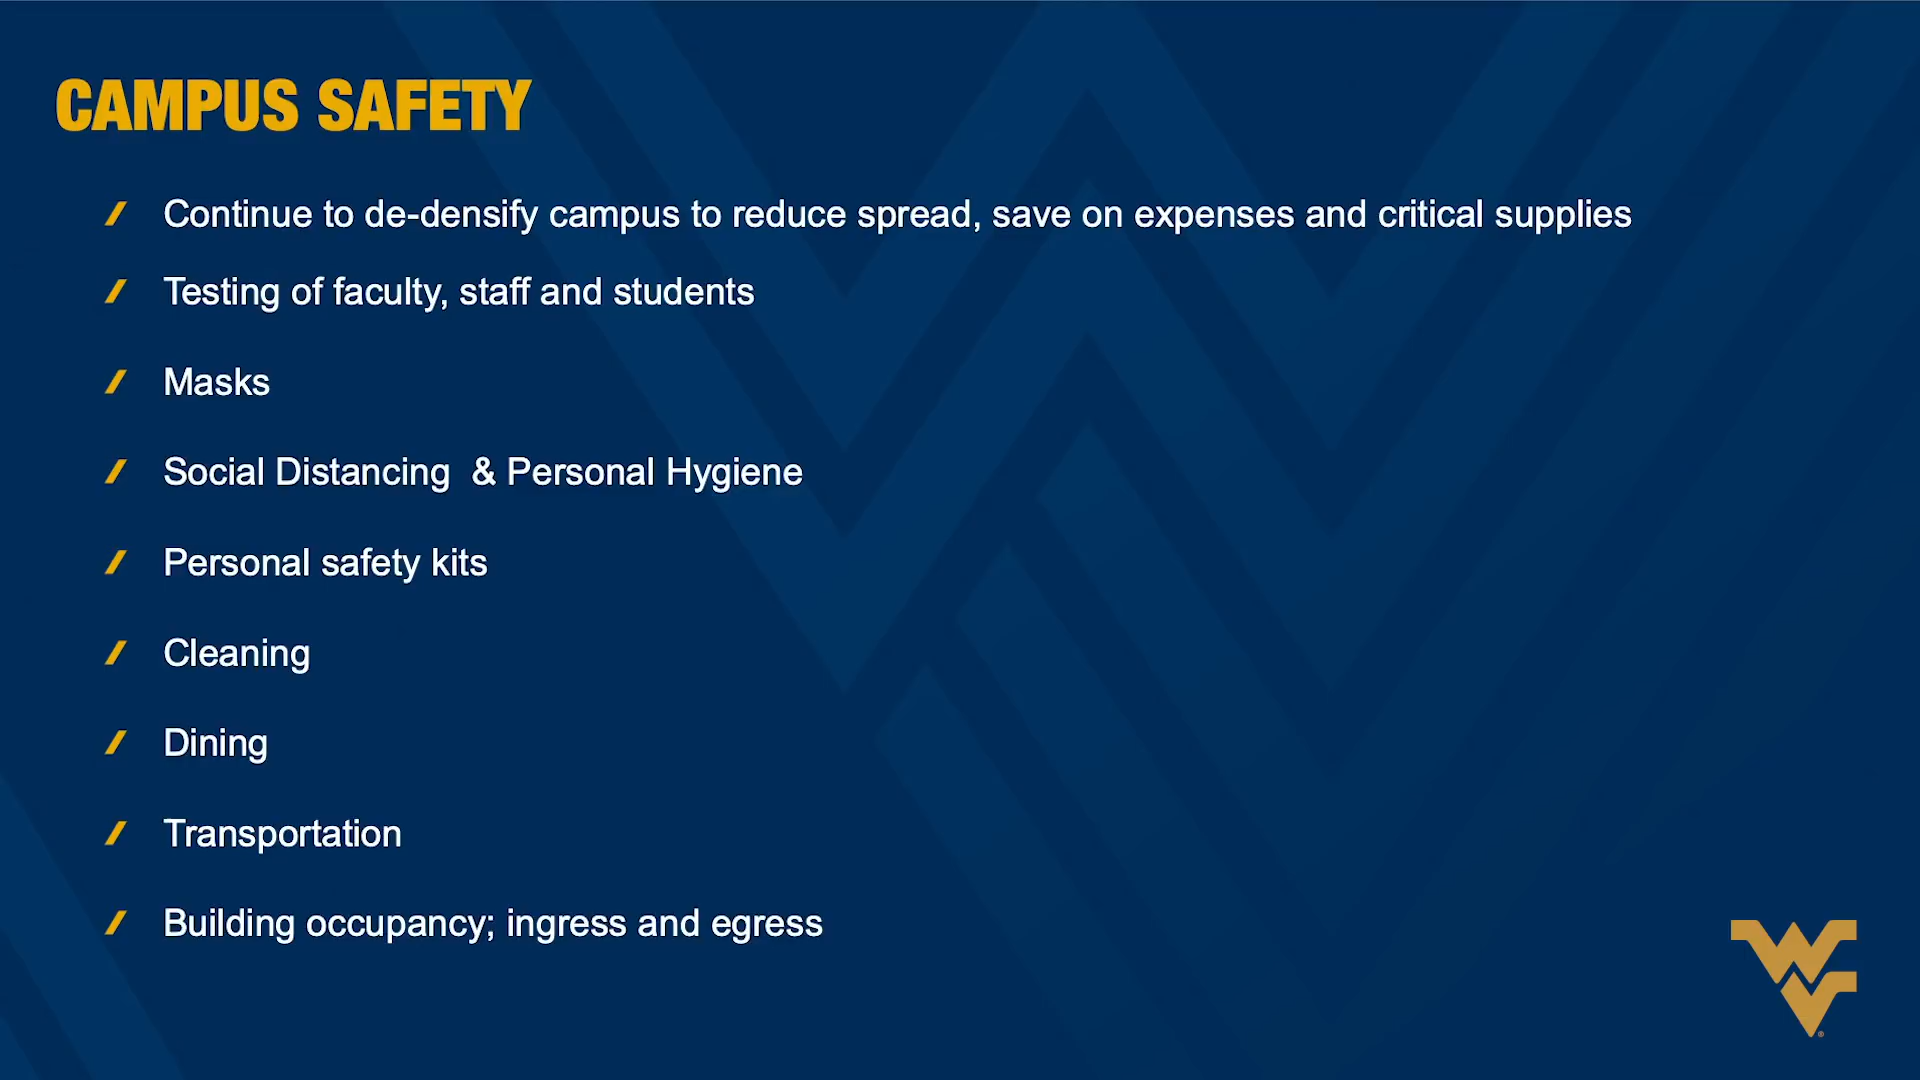 CAMPUS SAFETY
Continue to de-densify campus to reduce spread, save on expenses and critical supplies
Testing of faculty, staff and students
Masks
Social Distancing  & Personal Hygiene
Personal safety kits
Cleaning
Dining
Transportation
Building occupancy; ingress and egress
WV